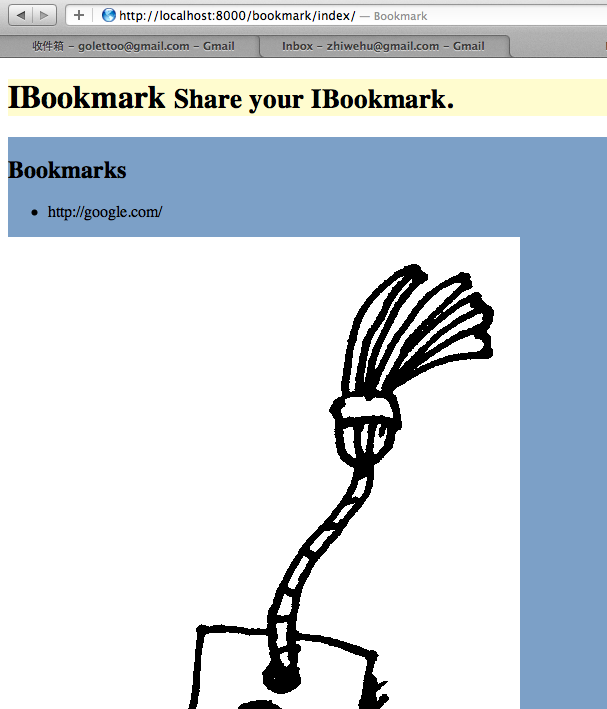 http://localhost:8000/bookmark/index/ — Bookmark
收件箱 – golettoo@gmail.com – Gmail Inbox – zhiwehu@gmail.com – Gmail
IBookmark Share your IBookmark.
Bookmarks
• http://google.com/